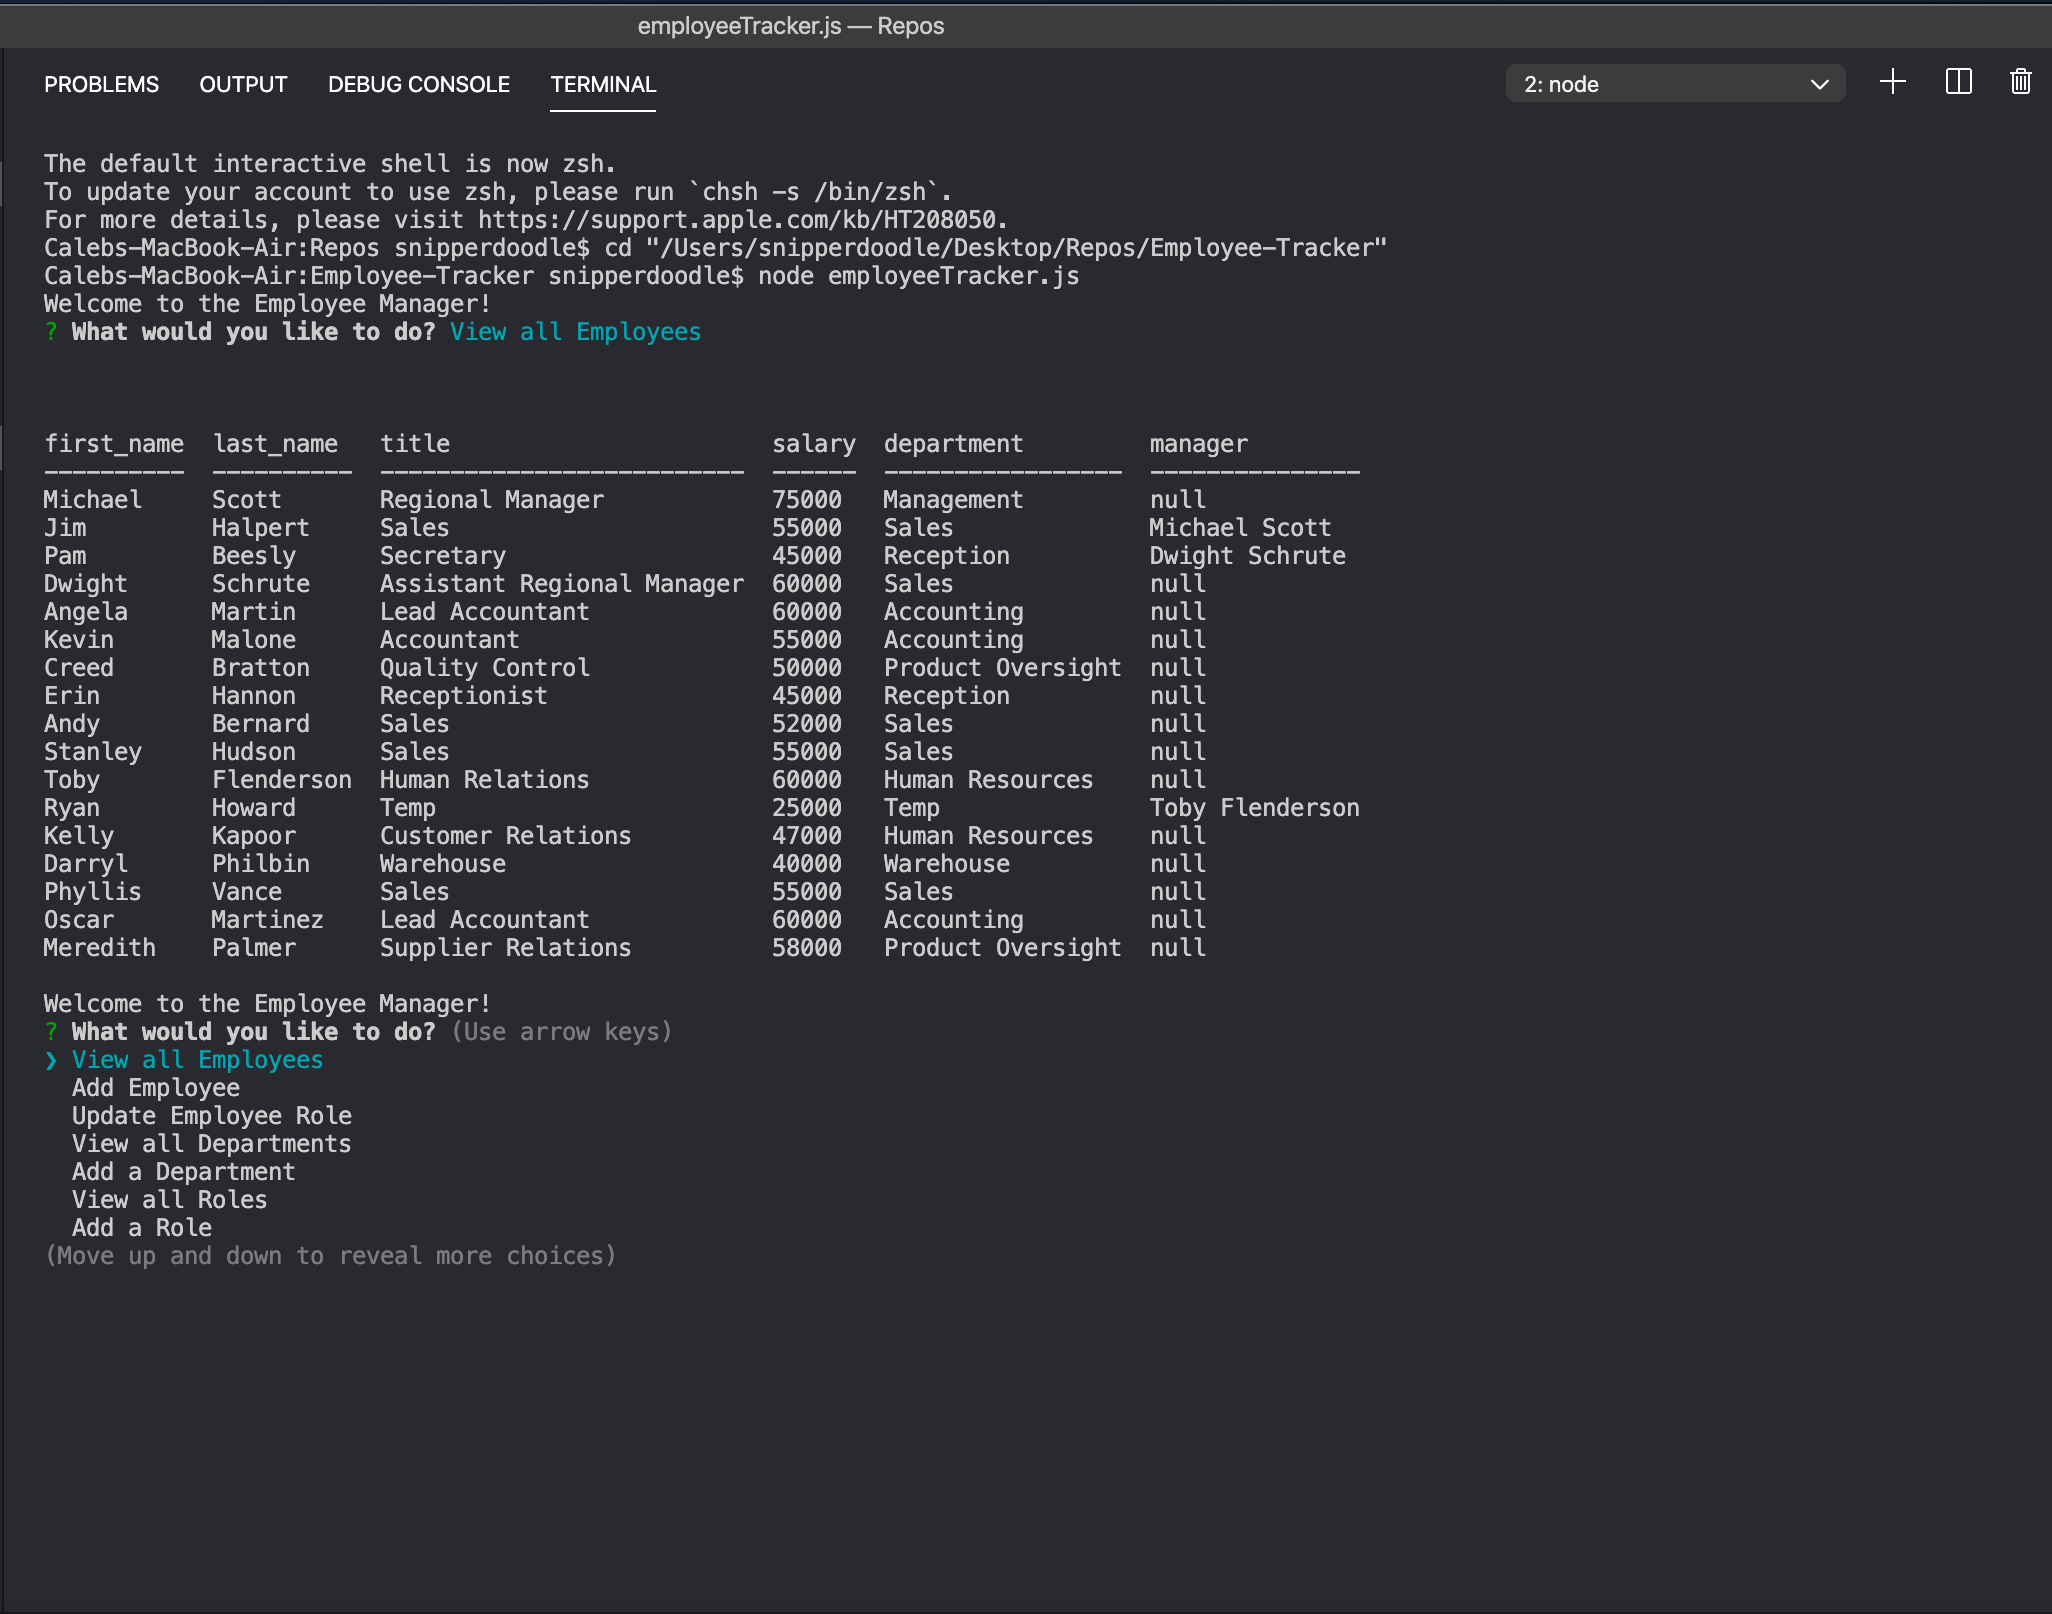 employeeTracker.js — Repos
PROBLEMS OUTPUT DEBUG CONSOLE TERMINAL 2: node
The default interactive shell is now zsh.
To update your account to use zsh, please run `chsh -s /bin/zsh`.
For more details, please visit https://support.apple.com/kb/HT208050.
Calebs-MacBook-Air:Repos snipperdoodle$ cd "/Users/snipperdoodle/Desktop/Repos/Employee-Tracker"
Calebs-MacBook-Air:Employee-Tracker snipperdoodle$ node employeeTracker.js
Welcome to the Employee Manager!
? What would you like to do? View all Employees
first_name  last_name   title                       salary  department         manager
----------  ----------  --------------------------  ------  -----------------  ---------------
Michael     Scott       Regional Manager            75000   Management         null
Jim         Halpert     Sales                       55000   Sales              Michael Scott
Pam         Beesly      Secretary                   45000   Reception          Dwight Schrute
Dwight      Schrute     Assistant Regional Manager  60000   Sales              null
Angela      Martin      Lead Accountant             60000   Accounting         null
Kevin       Malone      Accountant                  55000   Accounting         null
Creed       Bratton     Quality Control             50000   Product Oversight  null
Erin        Hannon      Receptionist                45000   Reception          null
Andy        Bernard     Sales                       52000   Sales              null
Stanley     Hudson      Sales                       55000   Sales              null
Toby        Flenderson  Human Relations             60000   Human Resources    null
Ryan        Howard      Temp                        25000   Temp               Toby Flenderson
Kelly       Kapoor      Customer Relations          47000   Human Resources    null
Darryl      Philbin     Warehouse                   40000   Warehouse          null
Phyllis     Vance       Sales                       55000   Sales              null
Oscar       Martinez    Lead Accountant             60000   Accounting         null
Meredith    Palmer      Supplier Relations          58000   Product Oversight  null
Welcome to the Employee Manager!
? What would you like to do? (Use arrow keys)
❯ View all Employees
Add Employee
Update Employee Role
View all Departments
Add a Department
View all Roles
Add a Role
(Move up and down to reveal more choices)